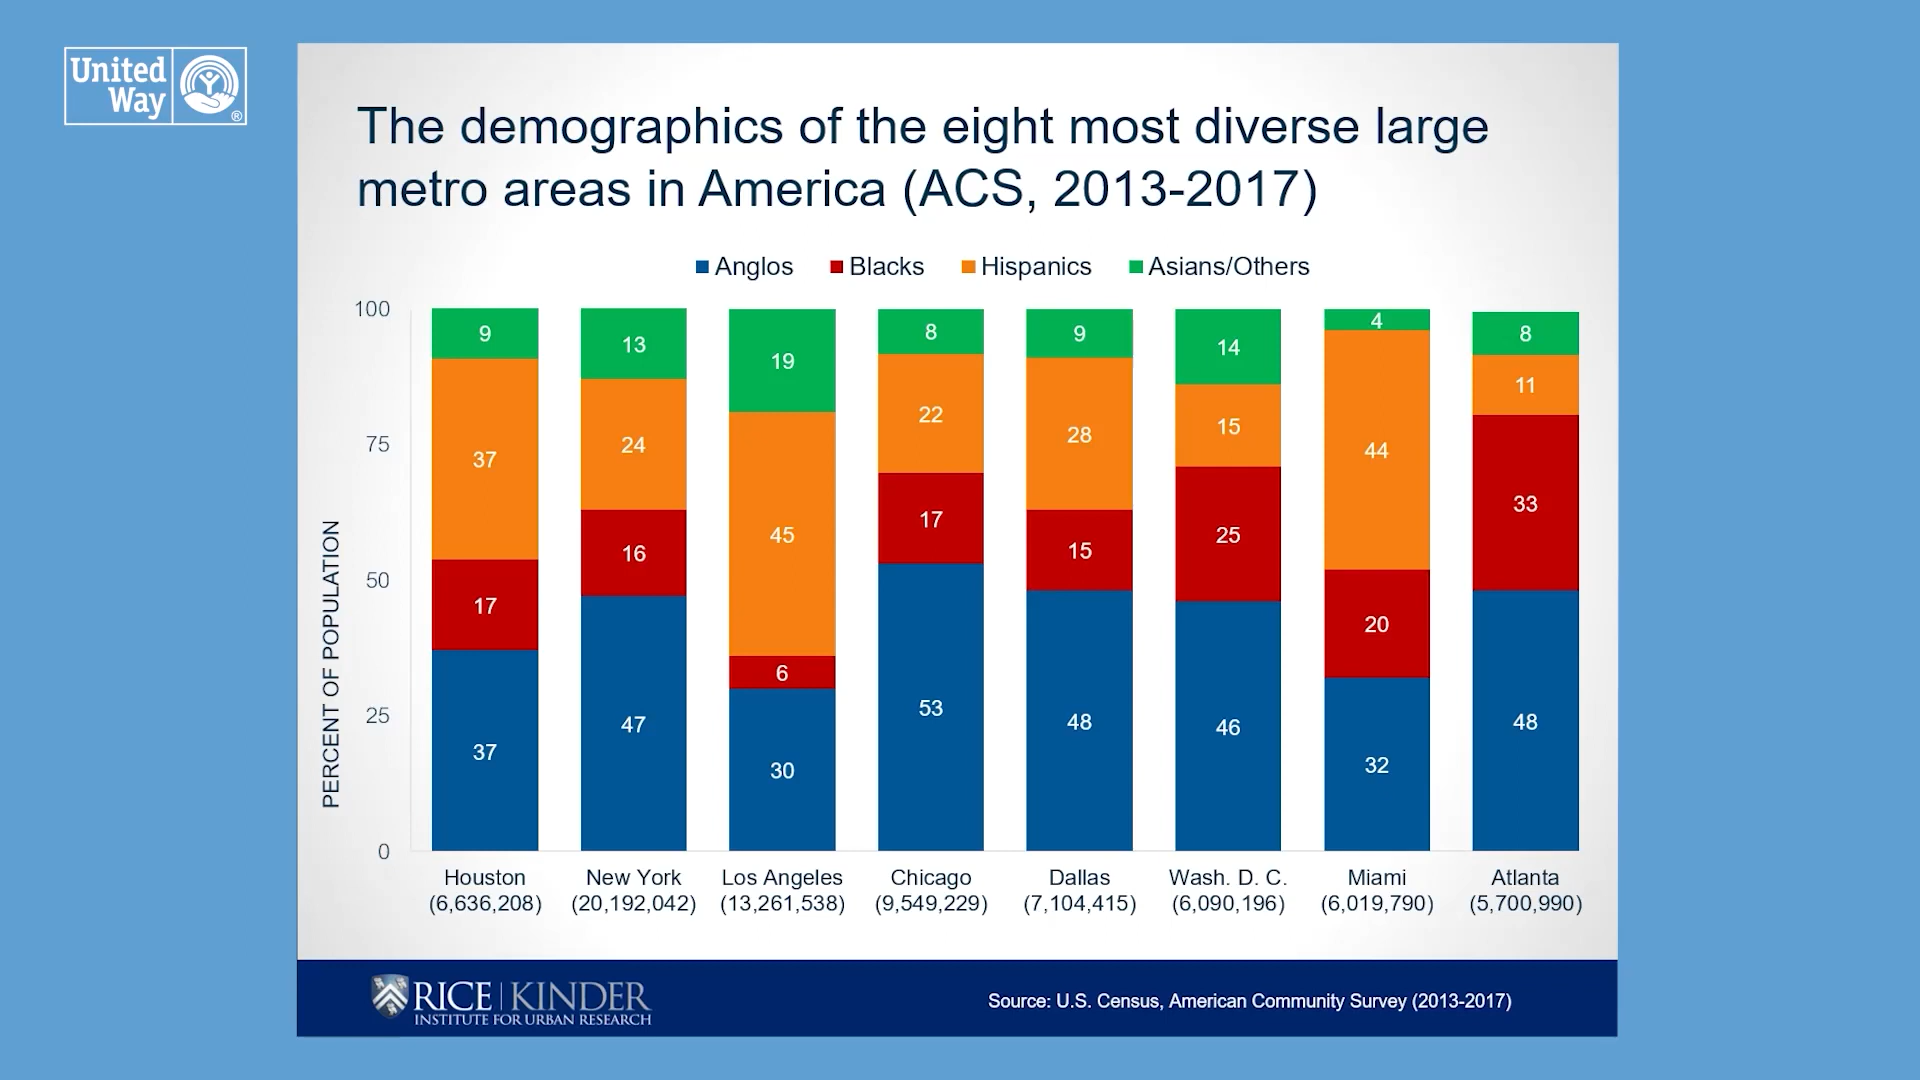 United
Way
®
The demographics of the eight most diverse large
metro areas in America (ACS, 2013-2017)
Anglos Blacks Hispanics Asians/Others
PERCENT OF POPULATION
100
75
50
25
0
9 13 19 8 9 14 4 8
37 24 45 22 28 15 44 11
17 16 6 17 15 25 20 33
37 47 30 53 48 46 32 48
Houston New York Los Angeles Chicago Dallas Wash. D. C. Miami Atlanta
(6,636,208) (20,192,042) (13,261,538) (9,549,229) (7,104,415) (6,090,196) (6,019,790) (5,700,990)
RICE | KINDER
INSTITUTE FOR URBAN RESEARCH
Source: U.S. Census, American Community Survey (2013-2017)